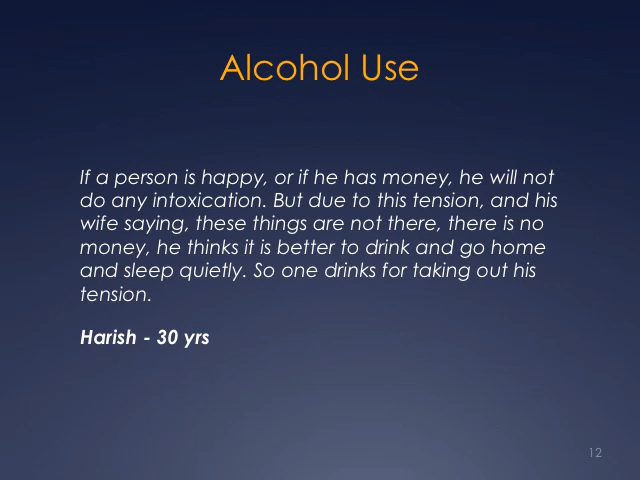 Alcohol Use
If a person is happy, or if he has money, he will not
do any intoxication. But due to this tension, and his
wife saying, these things are not there, there is no
money, he thinks it is better to drink and go home
and sleep quietly. So one drinks for taking out his
tension.
Harish - 30 yrs
12